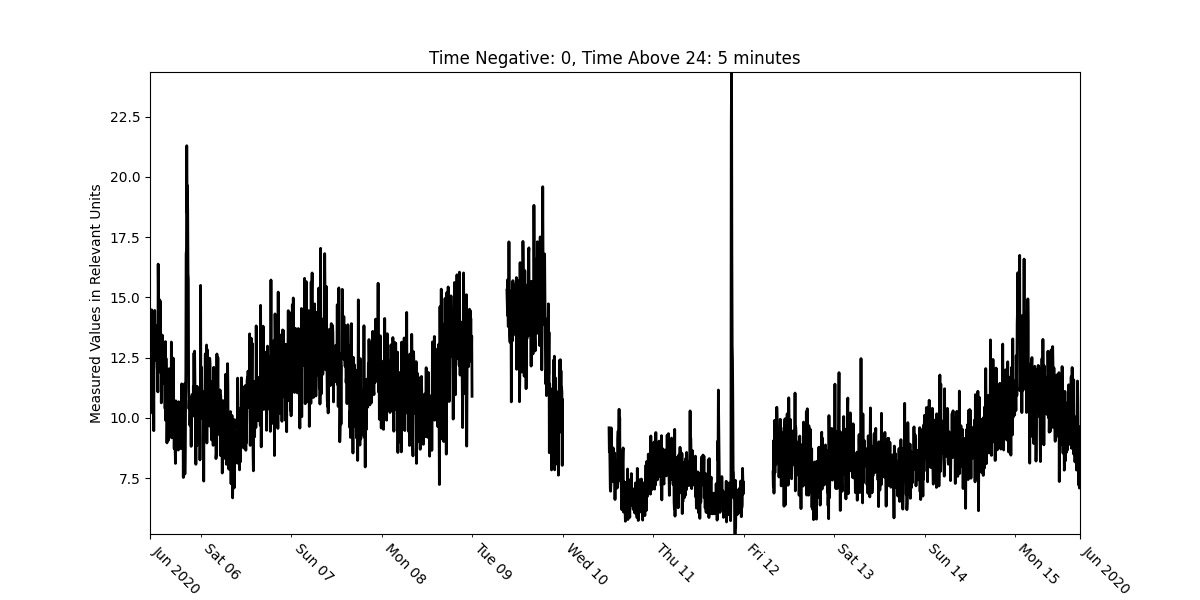 Time Negative: 0, Time Above 24: 5 minutes
Measured Values in Relevant Units
22.5
20.0
17.5
15.0
12.5
10.0
7.5
Jun 2020
Sat 06
Sun 07
Mon 08
Tue 09
Wed 10
Thu 11
Fri 12
Sat 13
Sun 14
Mon 15
Jun 2020